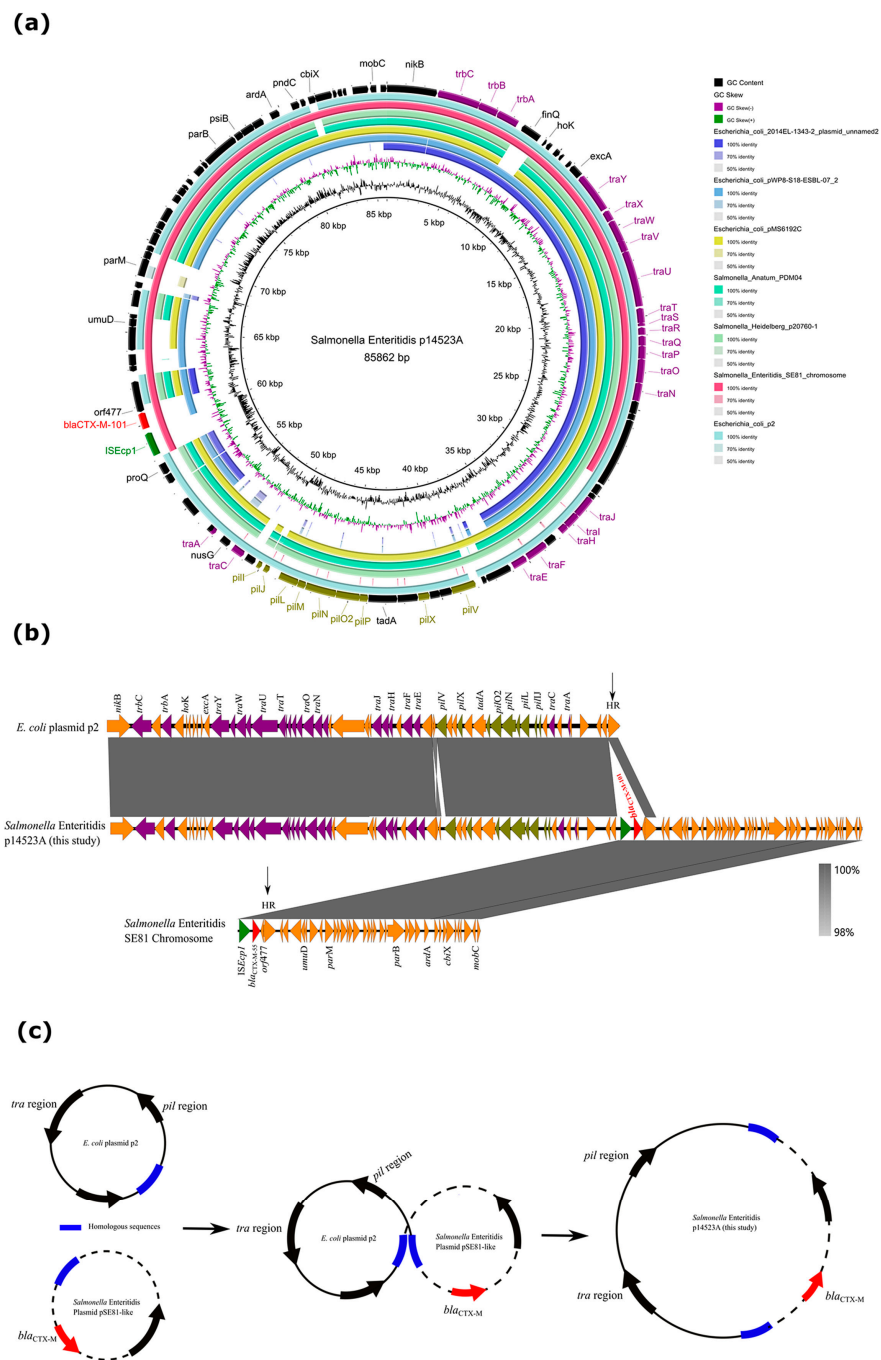 (a)
mobC
nikB
cbiX
trbC
pndC
trbB
ardA
trbA
psiB
finQ
hoK
parB
excA
traY
traX
traW
traV
parM
traU
umuD
traT
traS
traR
traQ
traP
traO
traN
orf477
blaCTX-M-101
ISEcp1
proQ
traJ
traI
traH
traA
nusG
traC
traF
traE
pilI
pilJ
pilL
pilM
pilN
pilO2
pilP
tadA
pilX
pilV
85 kbp
80 kbp
5 kbp
75 kbp
10 kbp
70 kbp
15 kbp
65 kbp
20 kbp
60 kbp
25 kbp
55 kbp
30 kbp
50 kbp
35 kbp
45 kbp
40 kbp
Salmonella Enteritidis p14523A
85862 bp
GC Content
GC Skew
GC Skew(-)
GC Skew(+)
Escherichia_coli_2014EL-1343-2_plasmid_unnamed2
100% identity
70% identity
50% identity
Escherichia_coli_pWP8-S18-ESBL-07_2
100% identity
70% identity
50% identity
Escherichia_coli_pMS6192C
100% identity
70% identity
50% identity
Salmonella_Anatum_PDM04
100% identity
70% identity
50% identity
Salmonella_Heidelberg_p20760-1
100% identity
70% identity
50% identity
Salmonella_Enteritidis_SE81_chromosome
100% identity
70% identity
50% identity
Escherichia_coli_p2
100% identity
70% identity
50% identity
(b)
nikB
trbC
trbA
hoK
excA
traY
traW
traU
traT
traO
traN
traJ
traH
traF
traE
pilV
pilX
tadA
pilO2
pilN
pilL
pilIJ
traC
traA
HR
E. coli plasmid p2
blaCTX-M-101
Salmonella Enteritidis
p14523A (this study)
HR
Salmonella Enteritidis
SE81 Chromosome
ISEcp1
blaCTX-M-55
orf477
umuD
parM
parB
ardA
cbiX
mobC
100%
98%
(c)
tra region
pil region
E. coli plasmid p2
Homologous sequences
Salmonella Enteritidis
Plasmid pSE81-like
blaCTX-M
pil region
tra region
E. coli plasmid p2
Salmonella Enteritidis
Plasmid pSE81-like
blaCTX-M
pil region
Salmonella Enteritidis
p14523A (this study)
tra region
blaCTX-M